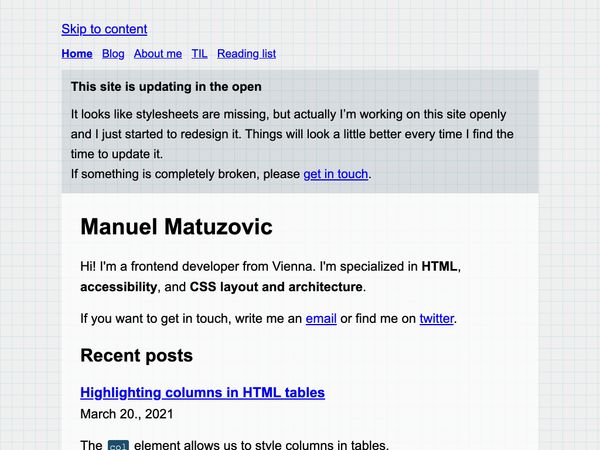 Skip to content
Home Blog About me TIL Reading list
This site is updating in the open
It looks like stylesheets are missing, but actually I’m working on this site openly
and I just started to redesign it. Things will look a little better every time I find the
time to update it.
If something is completely broken, please get in touch.
Manuel Matuzovic
Hi! I'm a frontend developer from Vienna. I'm specialized in HTML,
accessibility, and CSS layout and architecture.
If you want to get in touch, write me an email or find me on twitter.
Recent posts
Highlighting columns in HTML tables
March 20., 2021
The col element allows us to style columns in tables.